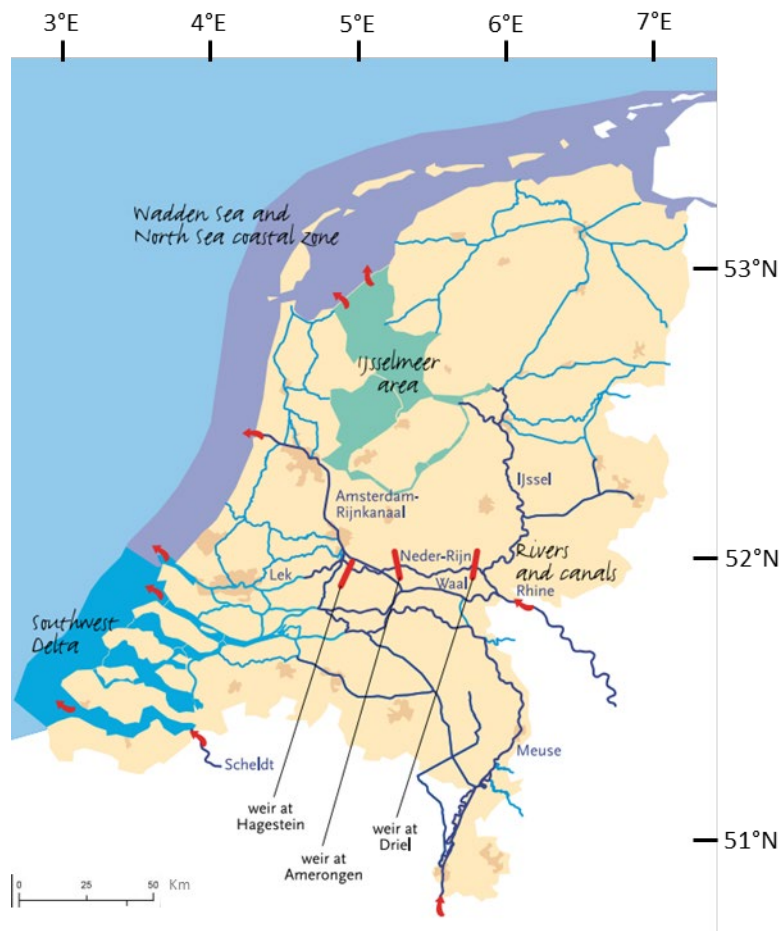 3°E
4°E
5°E
6°E
7°E
Wadden Sea and
North Sea coastal zone
53°N
IJsselmeer
area
Amsterdam-
Rijnkanaal
IJssel
52°N
Neder-Rijn
Rivers
and canals
Lek
Waal
Rhine
Southwest
Delta
Meuse
Scheldt
weir at
Hagestein
weir at
Driel
weir at
Amerongen
51°N
0 25 50 Km